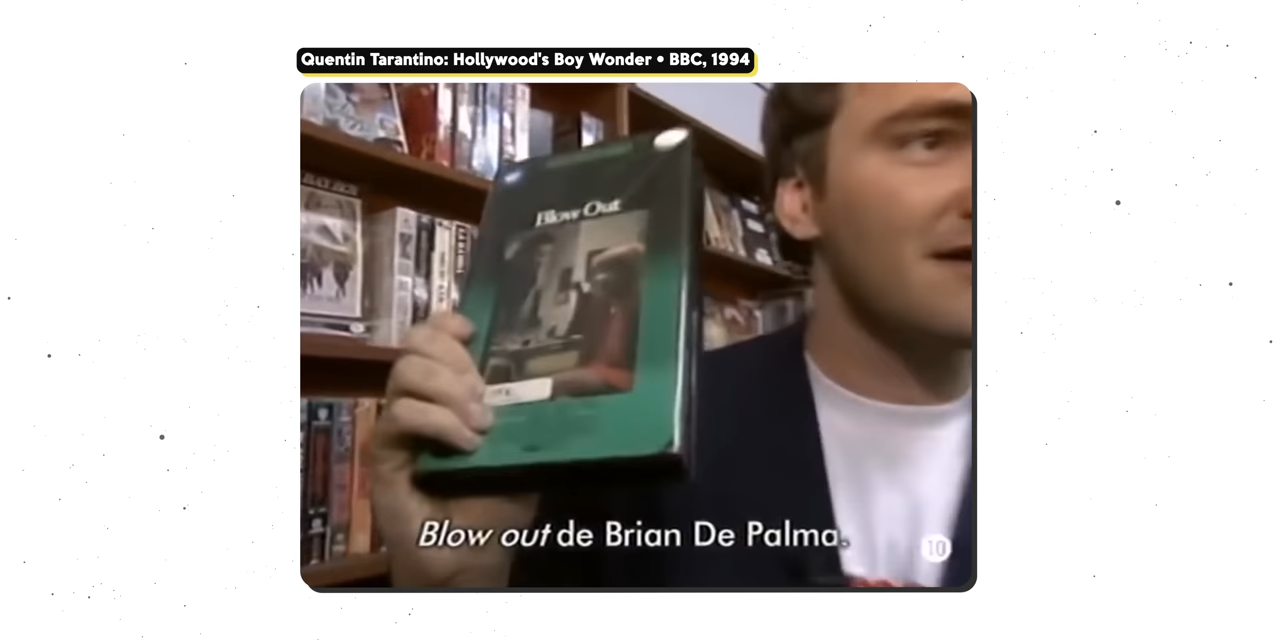 Quentin Tarantino: Hollywood's Boy Wonder • BBC, 1994
Blow Out
Blow out de Brian De Palma.
10